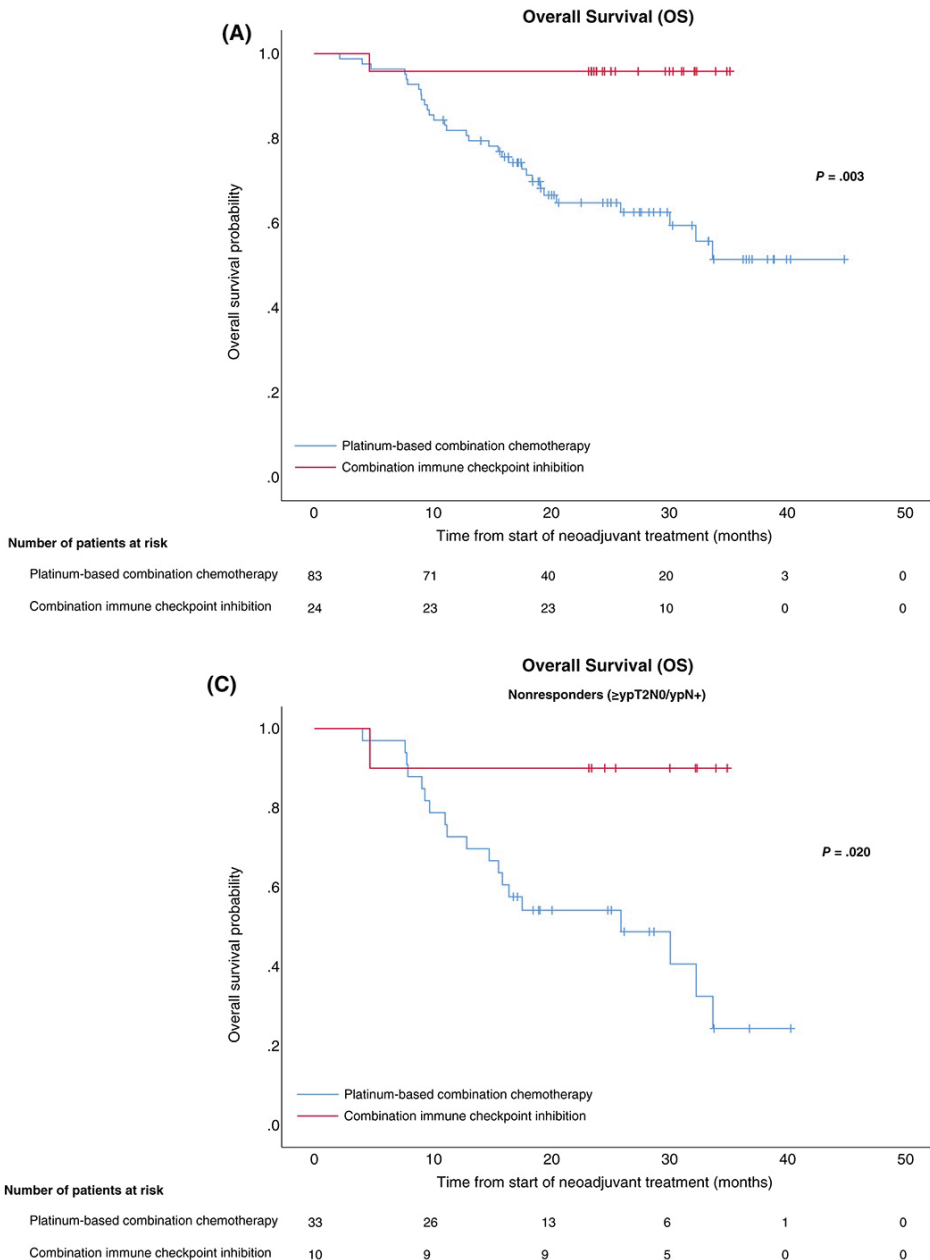 Overall Survival (OS)
(A)
1.0
.8
.6
.4
.2
.0
Overall survival probability
P = .003
Platinum-based combination chemotherapy
Combination immune checkpoint inhibition
0 10 20 30 40 50
Time from start of neoadjuvant treatment (months)
Number of patients at risk
Platinum-based combination chemotherapy 83 71 40 20 3 0
Combination immune checkpoint inhibition 24 23 23 10 0 0
Overall Survival (OS)
(C)
Nonresponders (≥ypT2N0/ypN+)
1.0
.8
.6
.4
.2
.0
Overall survival probability
P = .020
Platinum-based combination chemotherapy
Combination immune checkpoint inhibition
0 10 20 30 40 50
Time from start of neoadjuvant treatment (months)
Number of patients at risk
Platinum-based combination chemotherapy 33 26 13 6 1 0
Combination immune checkpoint inhibition 10 9 9 5 0 0